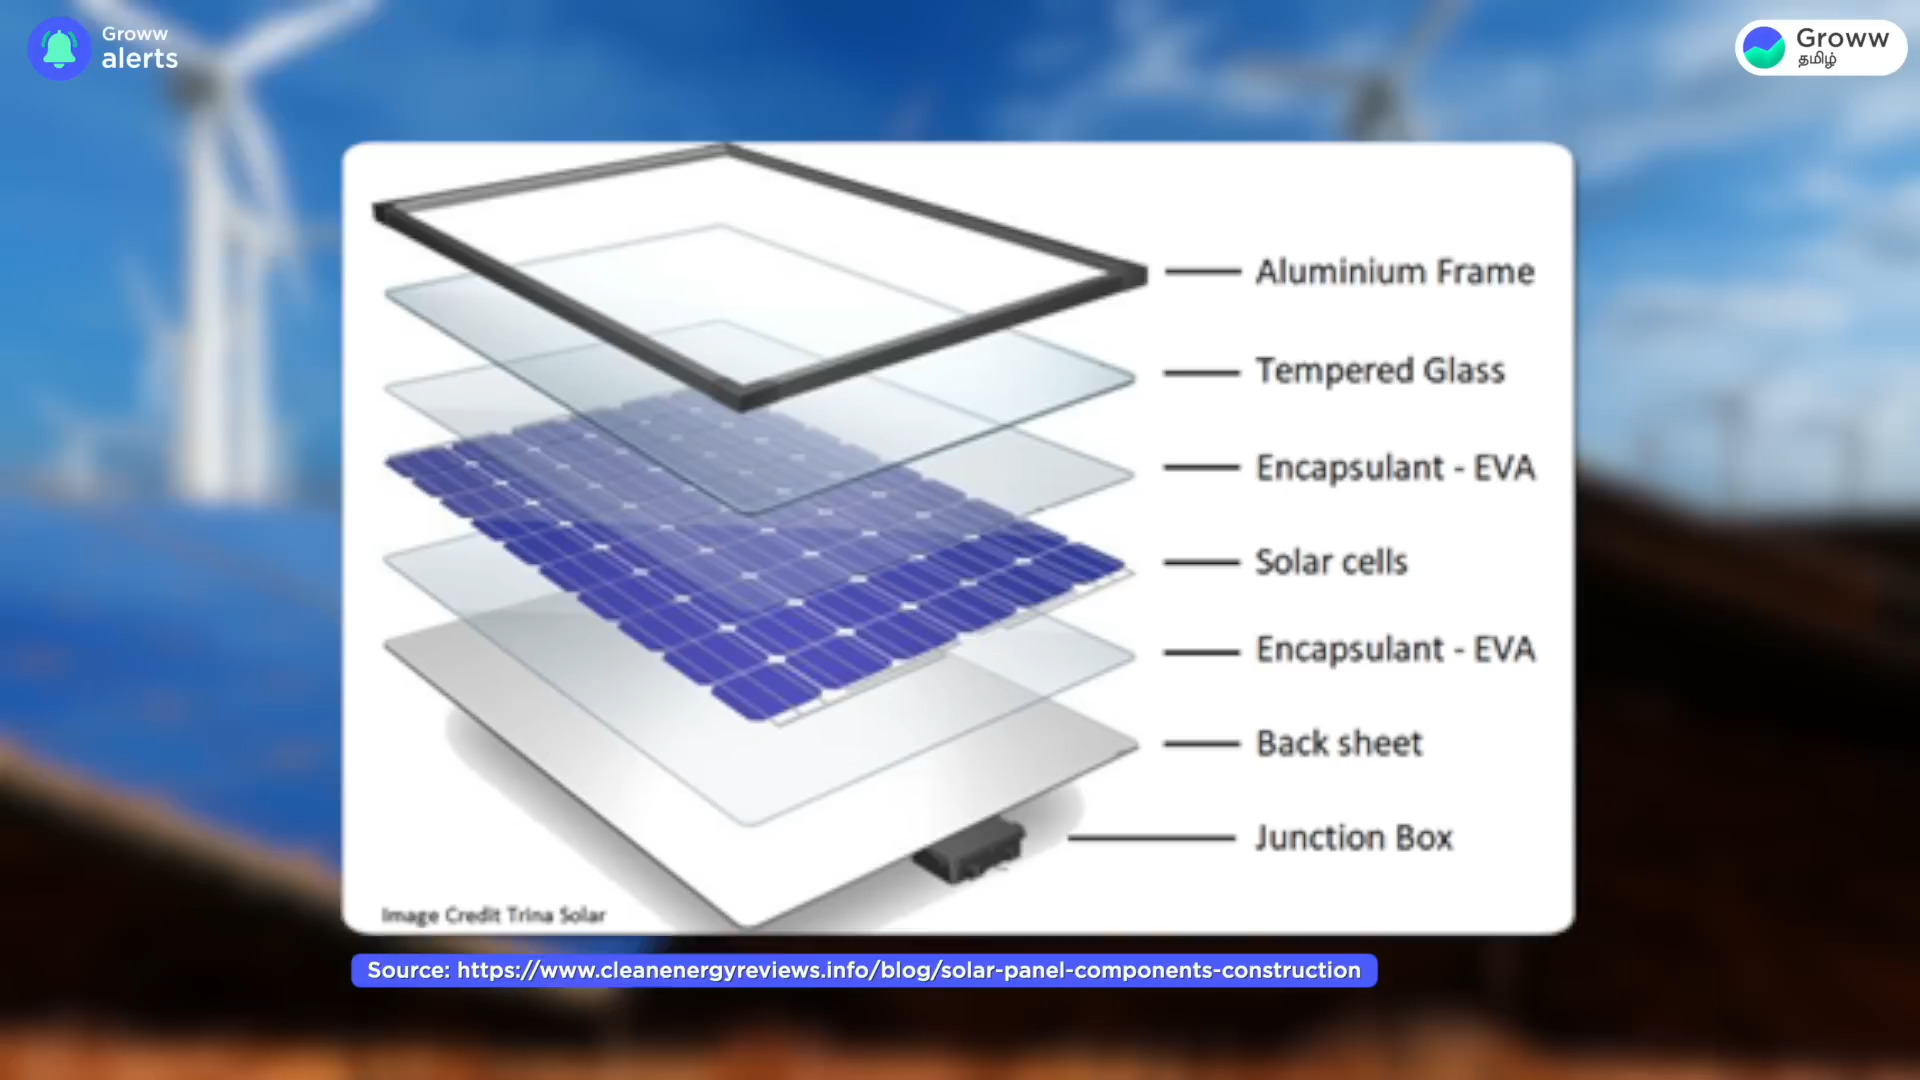 Groww
alerts
Groww
தமிழ்
Aluminium Frame
Tempered Glass
Encapsulant - EVA
Solar cells
Encapsulant - EVA
Back sheet
Junction Box
Image Credit Trina Solar
Source: https://www.cleanenergyreviews.info/blog/solar-panel-components-construction